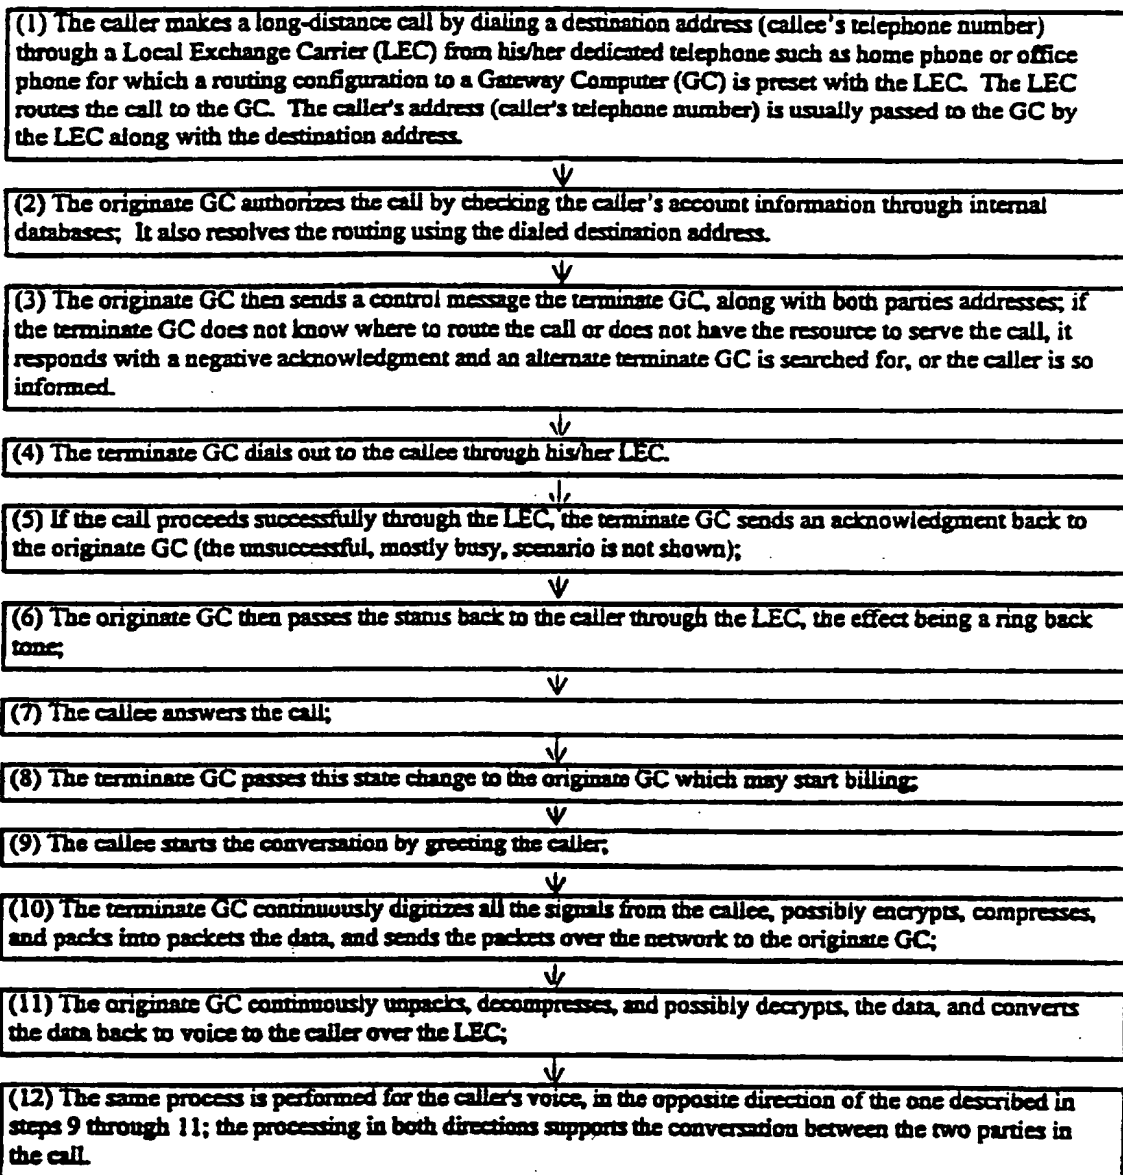 (1) The caller makes a long-distance call by dialing a destination address (callee's telephone number)
through a Local Exchange Carrier (LEC) from his/her dedicated telephone such as home phone or office
phone for which a routing configuration to a Gateway Computer (GC) is preset with the LEC. The LEC
routes the call to the GC. The caller's address (caller's telephone number) is usually passed to the GC by
the LEC along with the destination address.
(2) The originate GC authorizes the call by checking the caller's account information through internal
databases; It also resolves the routing using the dialed destination address.
(3) The originate GC then sends a control message the terminate GC, along with both parties addresses; if
the terminate GC does not know where to route the call or does not have the resource to serve the call, it
responds with a negative acknowledgment and an alternate terminate GC is searched for, or the caller is so
informed.
(4) The terminate GC dials out to the callee through his/her LEC.
(5) If the call proceeds successfully through the LEC, the terminate GC sends an acknowledgment back to
the originate GC (the unsuccessful, mostly busy, scenario is not shown);
(6) The originate GC then passes the status back to the caller through the LEC, the effect being a ring back
tone;
(7) The callee answers the call;
(8) The terminate GC passes this state change to the originate GC which may start billing;
(9) The callee starts the conversation by greeting the caller;
(10) The terminate GC continuously digitizes all the signals from the callee, possibly encrypts, compresses,
and packs into packets the data, and sends the packets over the network to the originate GC;
(11) The originate GC continuously unpacks, decompresses, and possibly decrypts, the data, and converts
the data back to voice to the caller over the LEC;
(12) The same process is performed for the caller's voice, in the opposite direction of the one described in
steps 9 through 11; the processing in both directions supports the conversation between the two parties in
the call.